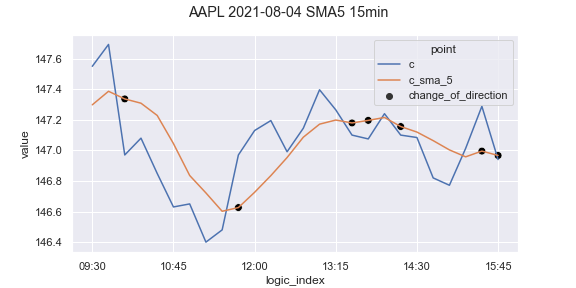 AAPL 2021-08-04 SMA5 15min
point
c
c_sma_5
change_of_direction
value
147.6
147.4
147.2
147.0
146.8
146.6
146.4
09:30 10:45 12:00 13:15 14:30 15:45
logic_index